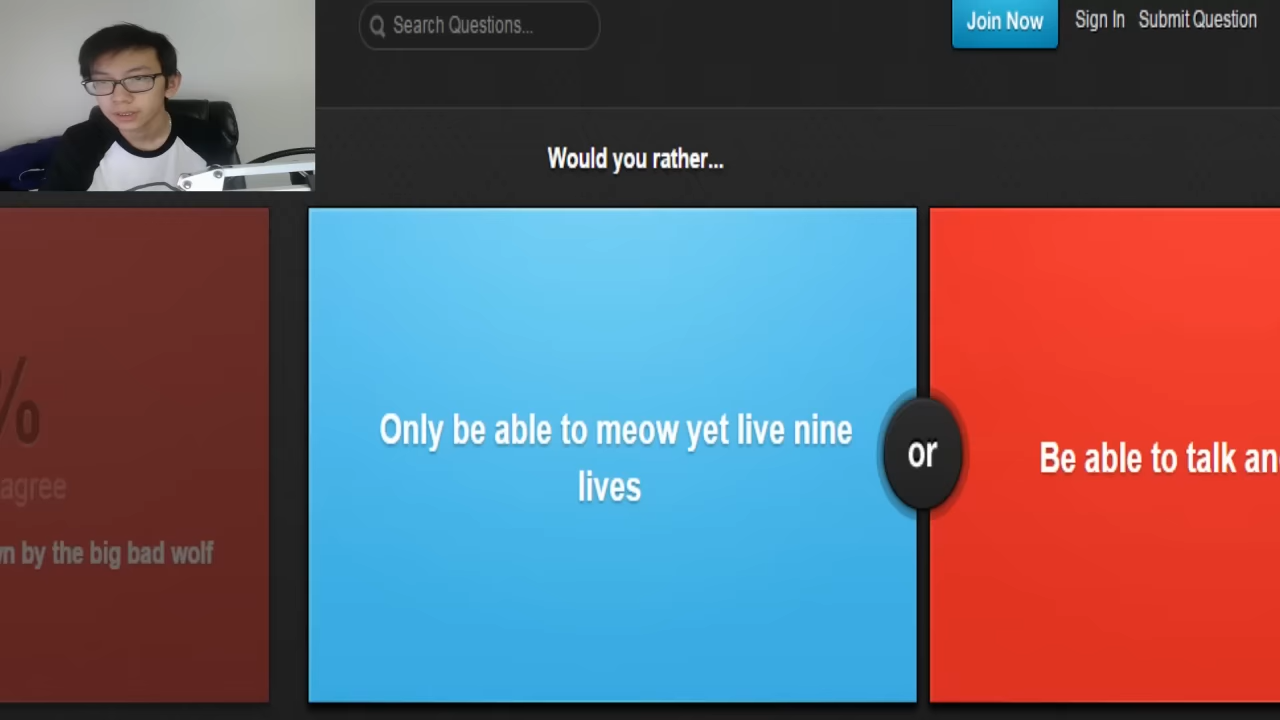 Search Questions...
Join Now
Sign In
Submit Question
Would you rather...
%
agree
by the big bad wolf
Only be able to meow yet live nine
lives
or
Be able to talk